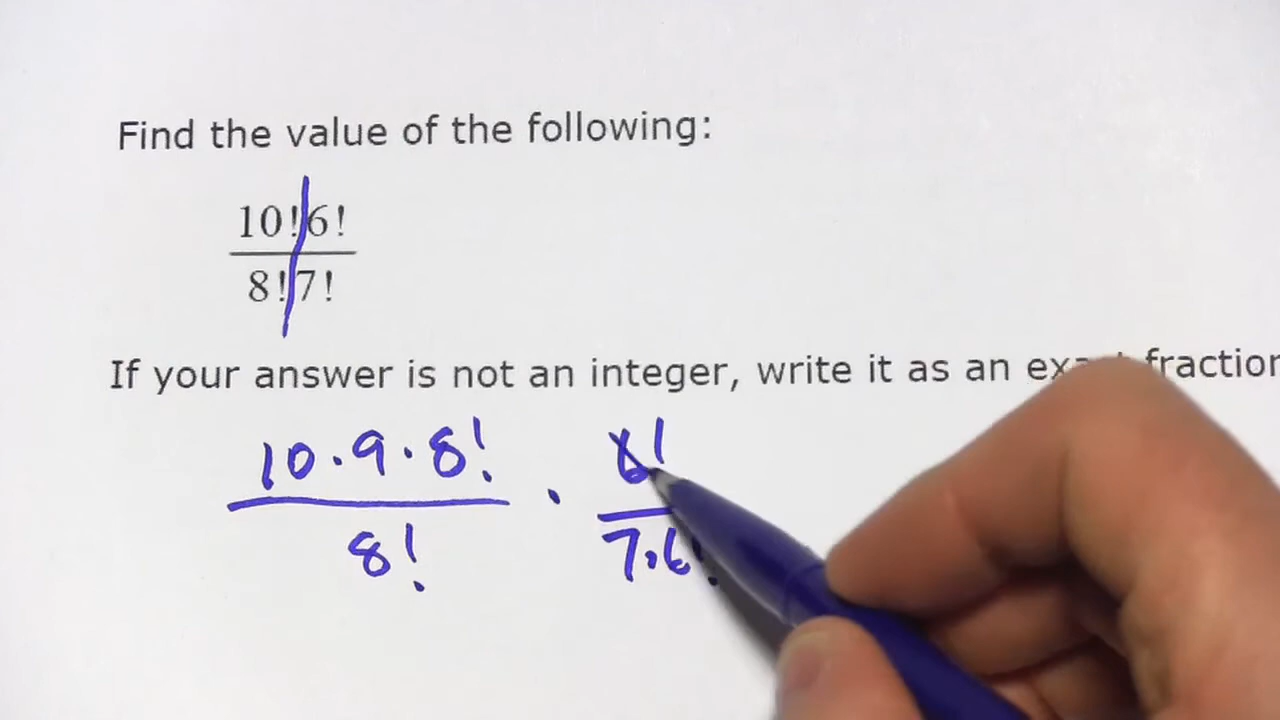 Find the value of the following:
10!6!
8!7!
If your answer is not an integer, write it as an exact fraction
10·9·8! · 6!
8! 7·6!